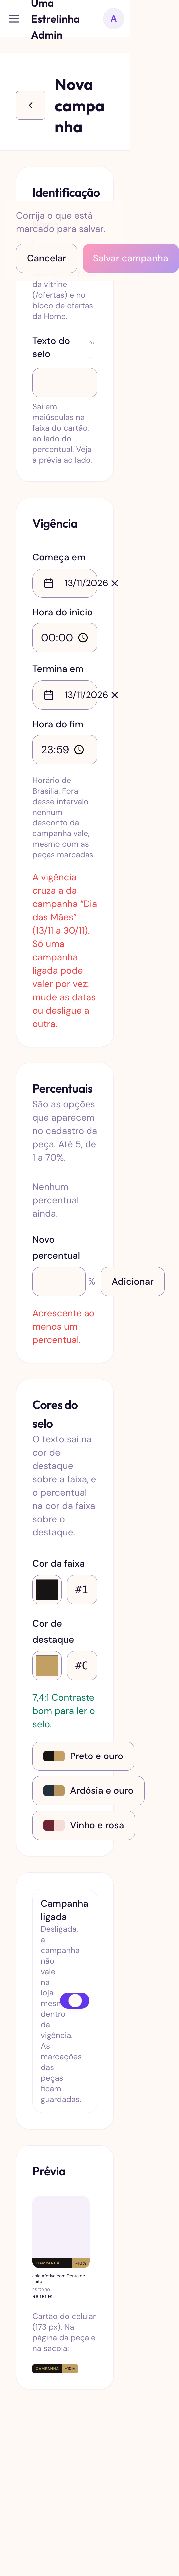 Uma
Estrelinha
Admin
A
Nova
campa
nha
Identificação
Corrija o que está
marcado para salvar.
Cancelar
Salvar campanha
da vitrine
(/ofertas) e no
bloco de ofertas
da Home.
Texto do
selo
Sai em
maiúsculas na
faixa do cartão,
ao lado do
percentual. Veja
a prévia ao lado.
Vigência
Começa em
13/11/2026
Hora do início
00:00
Termina em
13/11/2026
Hora do fim
23:59
Horário de
Brasília. Fora
desse intervalo
nenhum
desconto da
campanha vale,
mesmo com as
peças marcadas.
A vigência
cruza a da
campanha “Dia
das Mães”
(13/11 a 30/11).
Só uma
campanha
ligada pode
valer por vez:
mude as datas
ou desligue a
outra.
Percentuais
São as opções
que aparecem
no cadastro da
peça. Até 5, de
1 a 70%.
Nenhum
percentual
ainda.
Novo
percentual
%
Adicionar
Acrescente ao
menos um
percentual.
Cores do
selo
O texto sai na
cor de
destaque
sobre a faixa, e
o percentual
na cor da faixa
sobre o
destaque.
Cor da faixa
Cor de
destaque
#C
7,4:1 Contraste
bom para ler o
selo.
Preto e ouro
Ardósia e ouro
Vinho e rosa
Campanha
ligada
Desligada,
a
campanha
não
vale
na
loja
dentro
da
vigência.
As
marcações
das
peças
ficam
guardadas.
Prévia
CAMPANHA -10%
Joia Afetiva com Dente de
Leite
R$ 161,91
Cartão do celular
(173 px). Na
página da peça e
na sacola:
CAMPANHA -10%